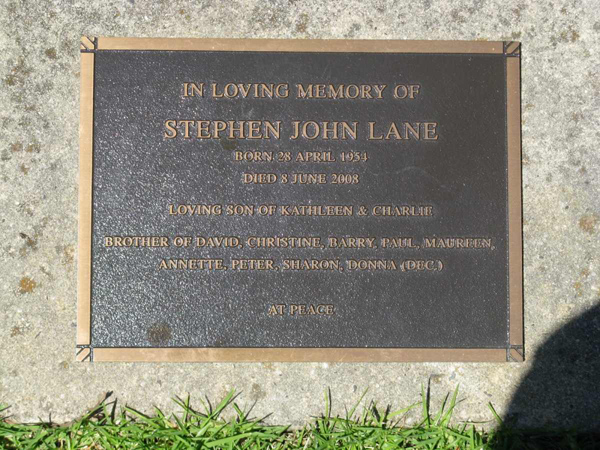 IN LOVING MEMORY OF
STEPHEN JOHN LANE
BORN 28 APRIL 1954
DIED 8 JUNE 2008
LOVING SON OF KATHLEEN & CHARLIE
BROTHER OF DAVID, CHRISTINE, BARRY, PAUL, MAUREEN,
ANNETTE, PETER, SHARON, DONNA (DEC.)
AT PEACE